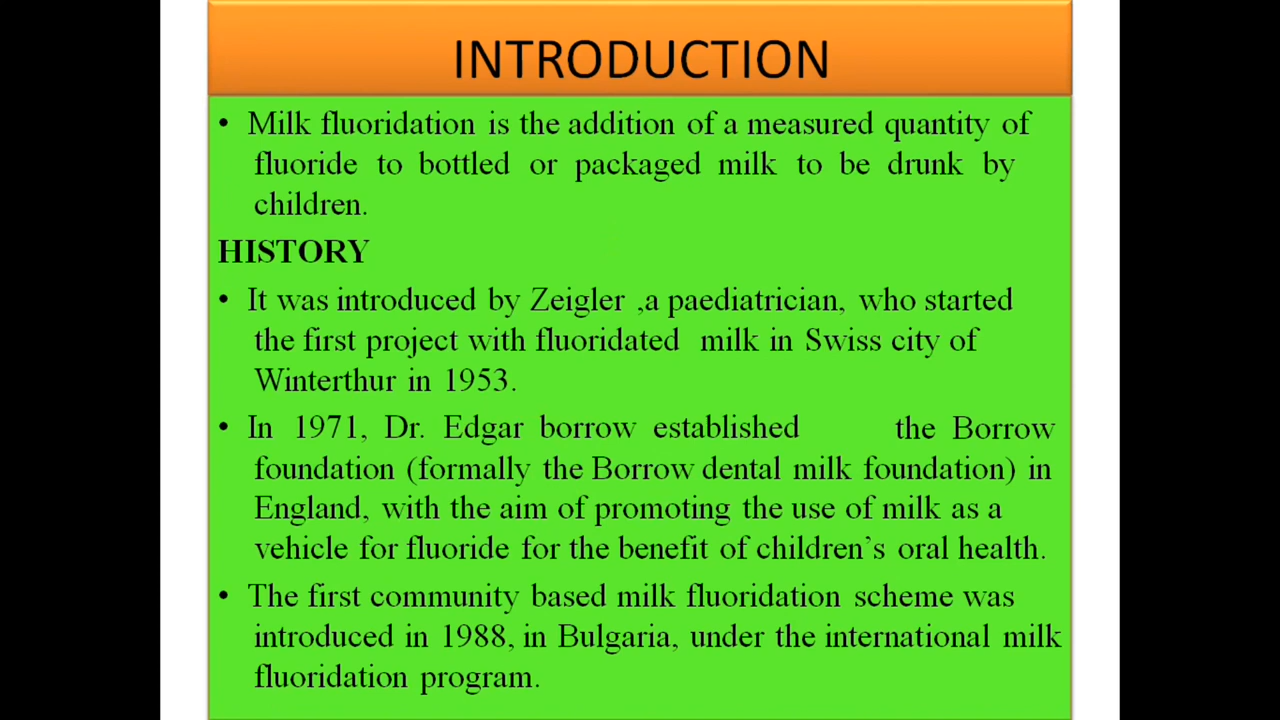 INTRODUCTION
• Milk fluoridation is the addition of a measured quantity of
fluoride to bottled or packaged milk to be drunk by
children.
HISTORY
• It was introduced by Zeigler ,a paediatrician, who started
the first project with fluoridated milk in Swiss city of
Winterthur in 1953.
• In 1971, Dr. Edgar borrow established the Borrow
foundation (formally the Borrow dental milk foundation) in
England, with the aim of promoting the use of milk as a
vehicle for fluoride for the benefit of children’s oral health.
• The first community based milk fluoridation scheme was
introduced in 1988, in Bulgaria, under the international milk
fluoridation program.